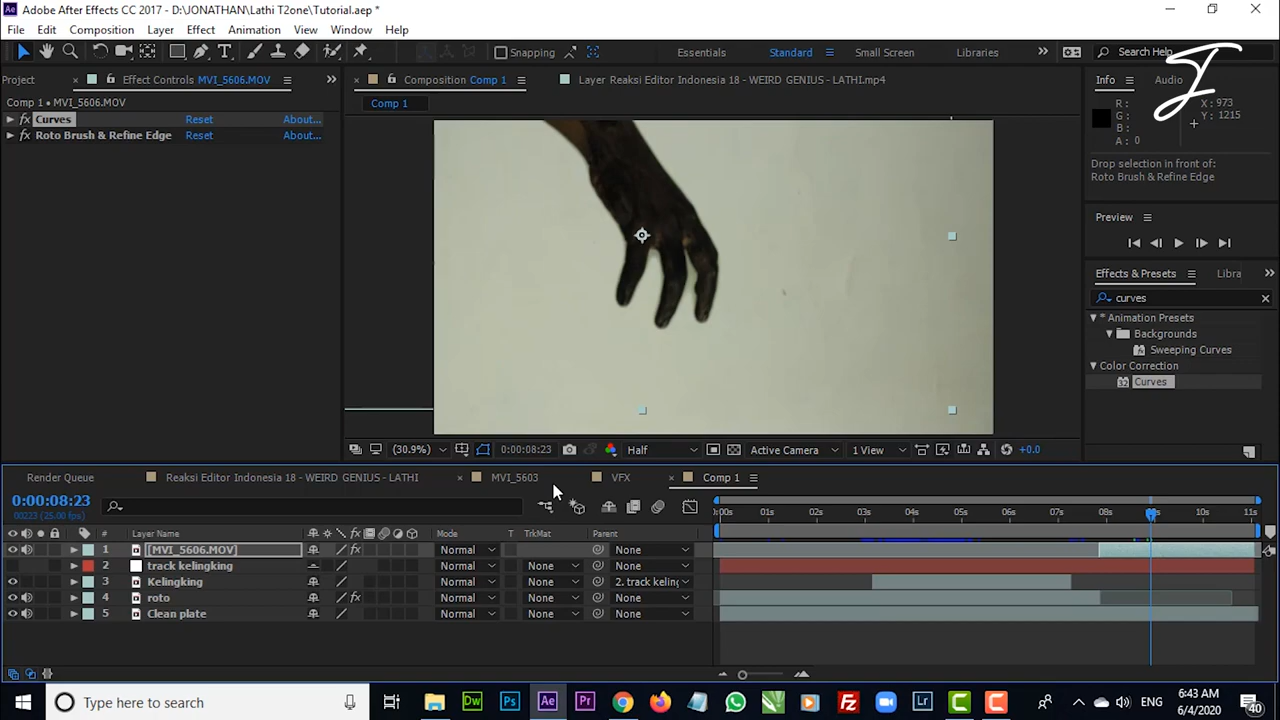 Adobe After Effects CC 2017 - D:\JONATHAN\Lathi T2one\Tutorial.aep *
File Edit Composition Layer Effect Animation View Window Help
Snapping Essentials Standard Small Screen Libraries Search Help
Project Effect Controls MVI_5606.MOV Composition Comp 1 Layer Reaksi Editor Indonesia 18 - WEIRD GENIUS - LATHI.mp4 Info Audio
Comp 1 • MVI_5606.MOV Comp 1
Curves Reset About...
Roto Brush & Refine Edge Reset About...
R :
G :
B :
A : 0
X : 973
Y : 1215
Drop selection in front of:
Roto Brush & Refine Edge
Preview
Effects & Presets Libra
curves
* Animation Presets
Backgrounds
Sweeping Curves
Color Correction
Curves
(30.9%) 0:00:08:23 Half Active Camera 1 View +0.0
Render Queue Reaksi Editor Indonesia 18 - WEIRD GENIUS - LATHI MVI_5603 VFX Comp 1
0:00:08:23
00223 (25.00 fps)
:00s 01s 02s 03s 04s 05s 06s 07s 08s 09s 10s 11s
# Layer Name Mode T TrkMat Parent
1 [MVI_5606.MOV] Normal None
2 track kelingking Normal None None
3 Kelingking Normal None 2. track keling
4 roto Normal None None
5 Clean plate Normal None None
Type here to search ENG 6:43 AM
6/4/2020 40